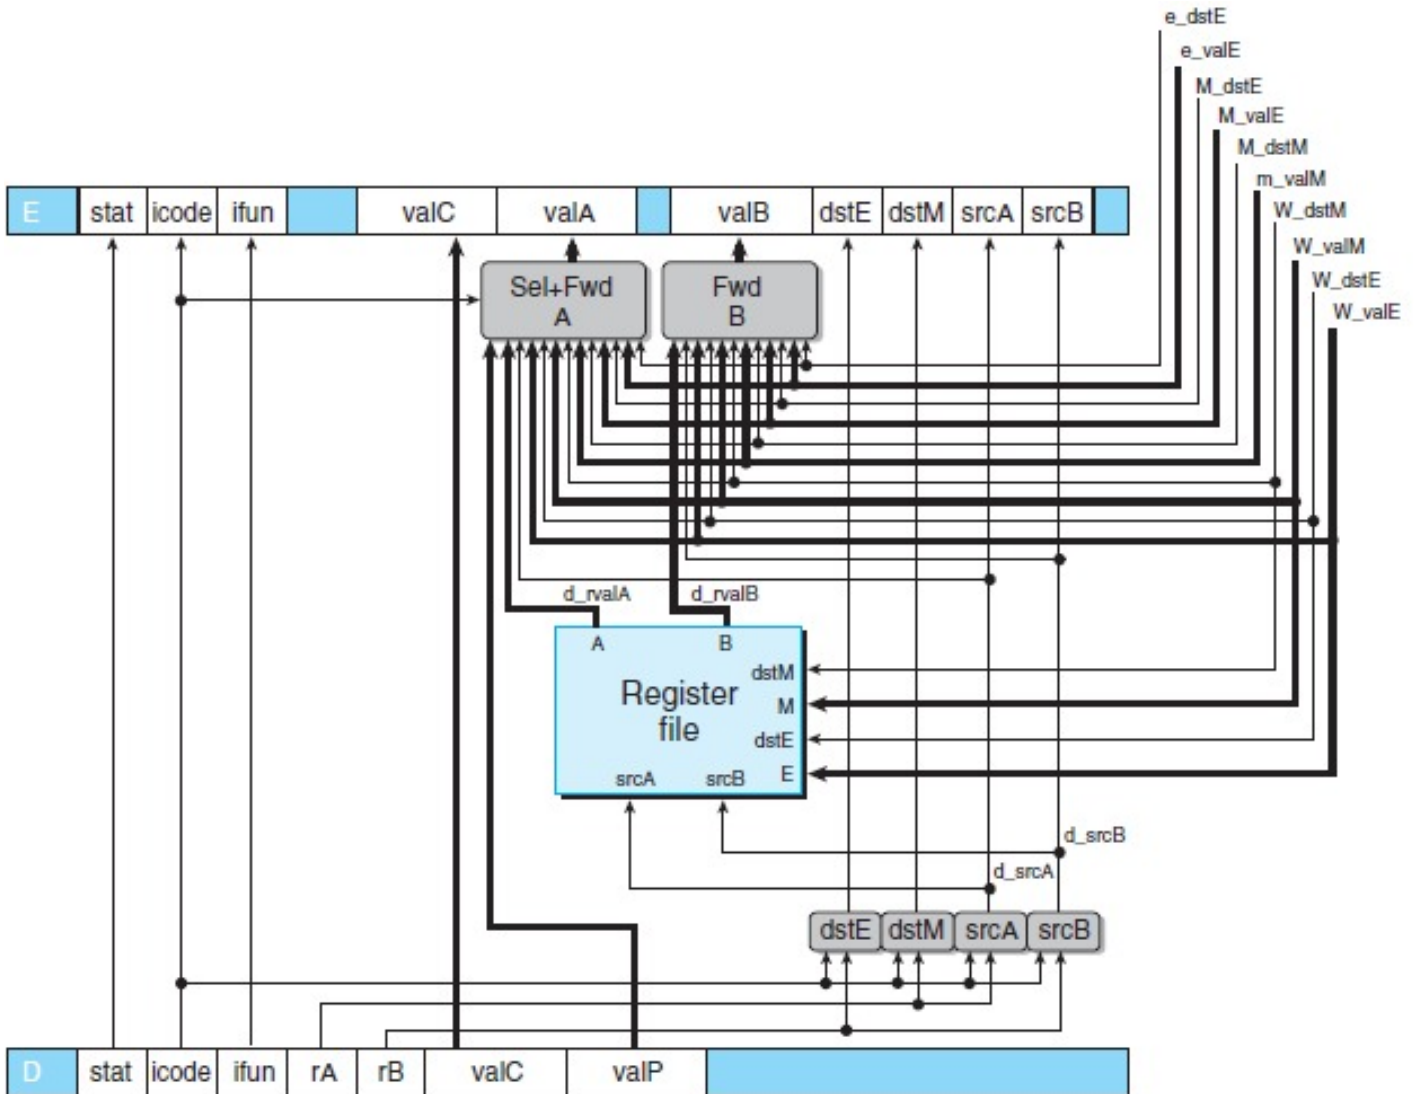 e_dstE
e_valE
M_dstE
M_valE
M_dstM
m_valM
W_dstM
W_valM
W_dstE
W_valE
E stat icode ifun valC valA valB dstE dstM srcA srcB
Sel+Fwd
A
Fwd
B
d_rvalA d_rvalB
A B
dstM
Register
file
M
dstE
E
srcA srcB
d_srcB
d_srcA
dstE dstM srcA srcB
D stat icode ifun rA rB valC valP